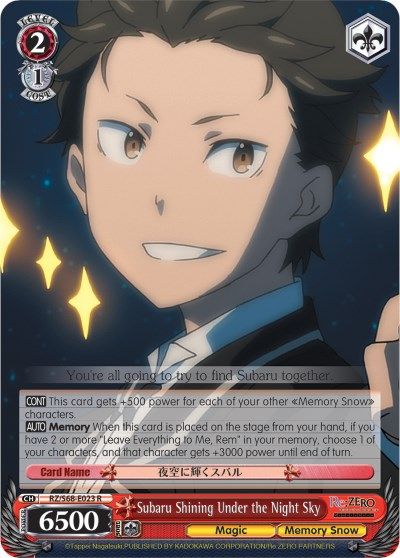 LEVEL
2
1
COST
You're all going to try to find Subaru together.
CONT This card gets +500 power for each of your other «Memory Snow» characters.
AUTO Memory When this card is placed on the stage from your hand, if you
have 2 or more "Leave Everything to Me, Rem" in your memory, choose 1 of
your characters, and that character gets +3000 power until end of turn.
Card Name 夜空に輝くスバル
CH RZ/S68-E023 R
Subaru Shining Under the Night Sky
Re:ZERO
POWER 6500
SOUL
Magic
Memory Snow
©Tappei Nagatsuki,PUBLISHED BY KADOKAWA CORPORATION/Re:ZERO PARTNERS